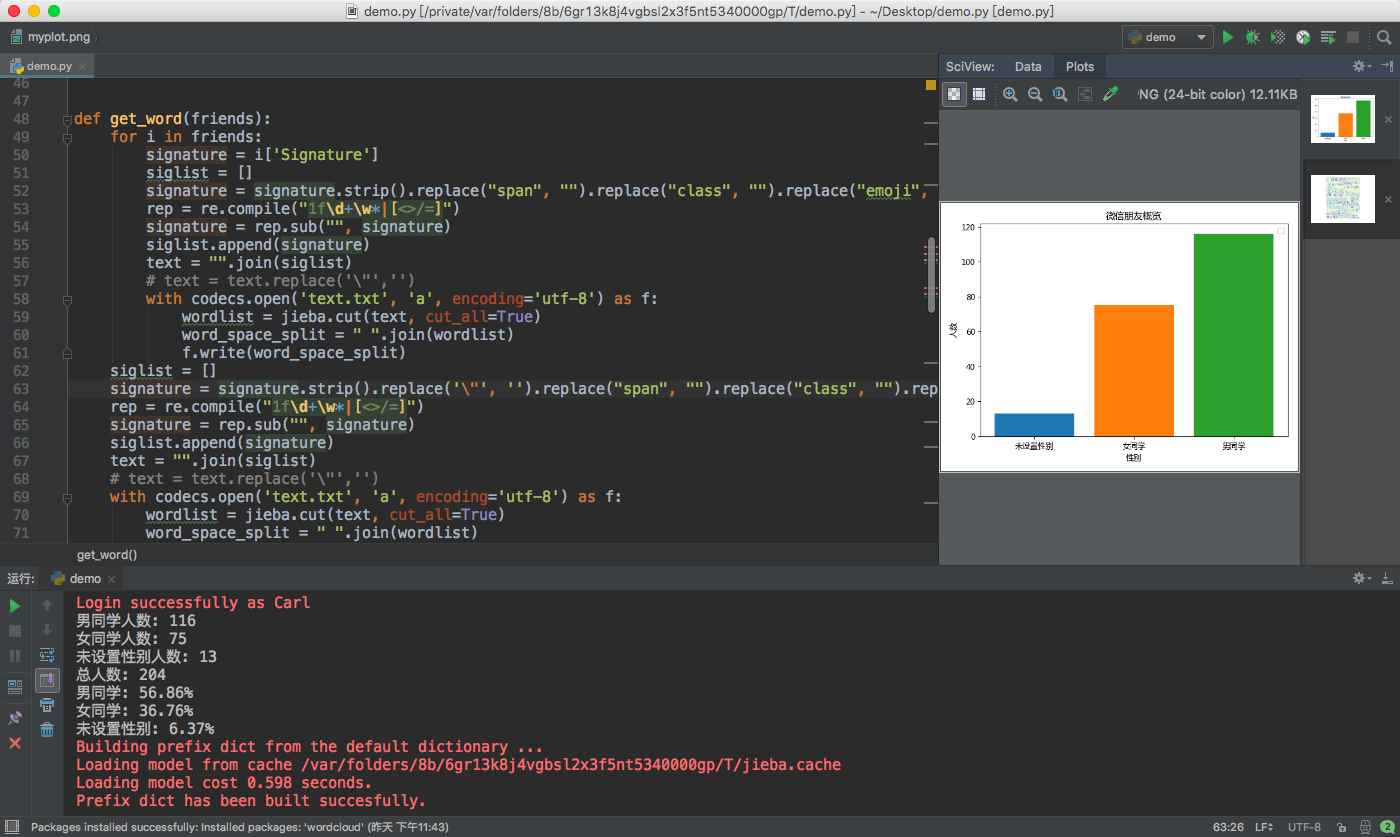 demo.py [/private/var/folders/8b/6gr13k8j4vgbsl2x3f5nt5340000gp/T/demo.py] - ~/Desktop/demo.py [demo.py]
myplot.png
demo
demo.py
SciView:
Data
Plots
PNG (24-bit color) 12.11KB
46
47
48 def get_word(friends):
49     for i in friends:
50         signature = i['Signature']
51         siglist = []
52         signature = signature.strip().replace("span", "").replace("class", "").replace("emoji",
53         rep = re.compile("1f\d+\w*|[<>/=]")
54         signature = rep.sub("", signature)
55         siglist.append(signature)
56         text = "".join(siglist)
57         # text = text.replace('\"','')
58         with codecs.open('text.txt', 'a', encoding='utf-8') as f:
59             wordlist = jieba.cut(text, cut_all=True)
60             word_space_split = " ".join(wordlist)
61             f.write(word_space_split)
62     siglist = []
63     signature = signature.strip().replace('\"', '').replace("span", "").replace("class", "").rep
64     rep = re.compile("1f\d+\w*|[<>/=]")
65     signature = rep.sub("", signature)
66     siglist.append(signature)
67     text = "".join(siglist)
68     # text = text.replace('\"','')
69     with codecs.open('text.txt', 'a', encoding='utf-8') as f:
70         wordlist = jieba.cut(text, cut_all=True)
71         word_space_split = " ".join(wordlist)
get_word()
微信朋友概览
120
100
80
60
40
20
0
人数
未设置性别 女同学 男同学
性别
运行:
demo
Login successfully as Carl
男同学人数: 116
女同学人数: 75
未设置性别人数: 13
总人数: 204
男同学: 56.86%
女同学: 36.76%
未设置性别: 6.37%
Building prefix dict from the default dictionary ...
Loading model from cache /var/folders/8b/6gr13k8j4vgbsl2x3f5nt5340000gp/T/jieba.cache
Loading model cost 0.598 seconds.
Prefix dict has been built succesfully.
Packages installed successfully: Installed packages: 'wordcloud' (昨天 下午11:43)
63:26 LF UTF-8 2